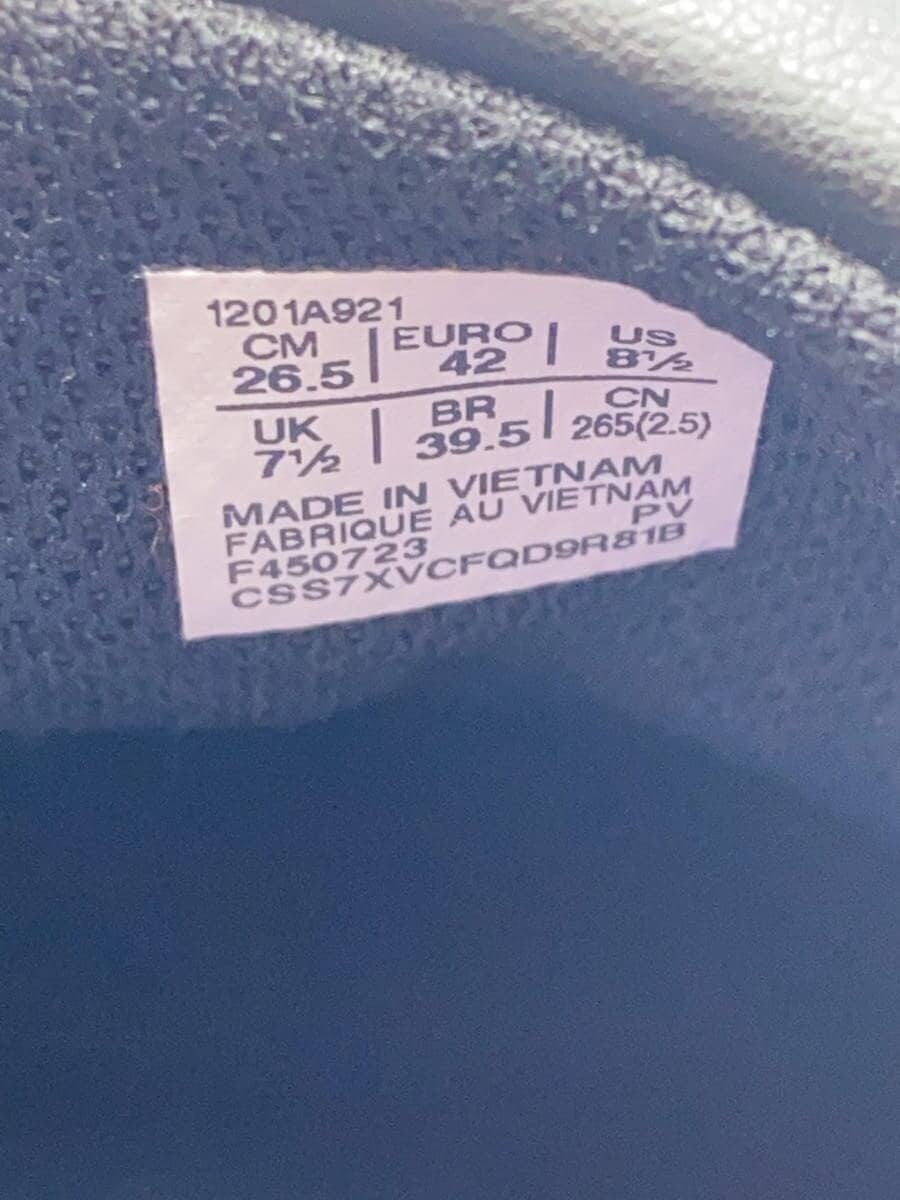 1201A921
CM | EURO | US
26.5 | 42 | 8½
UK | BR | CN
7½ | 39.5 | 265(2.5)
MADE IN VIETNAM
FABRIQUE AU VIETNAM
F450723 PV
CSS7XVCFQD9R81B